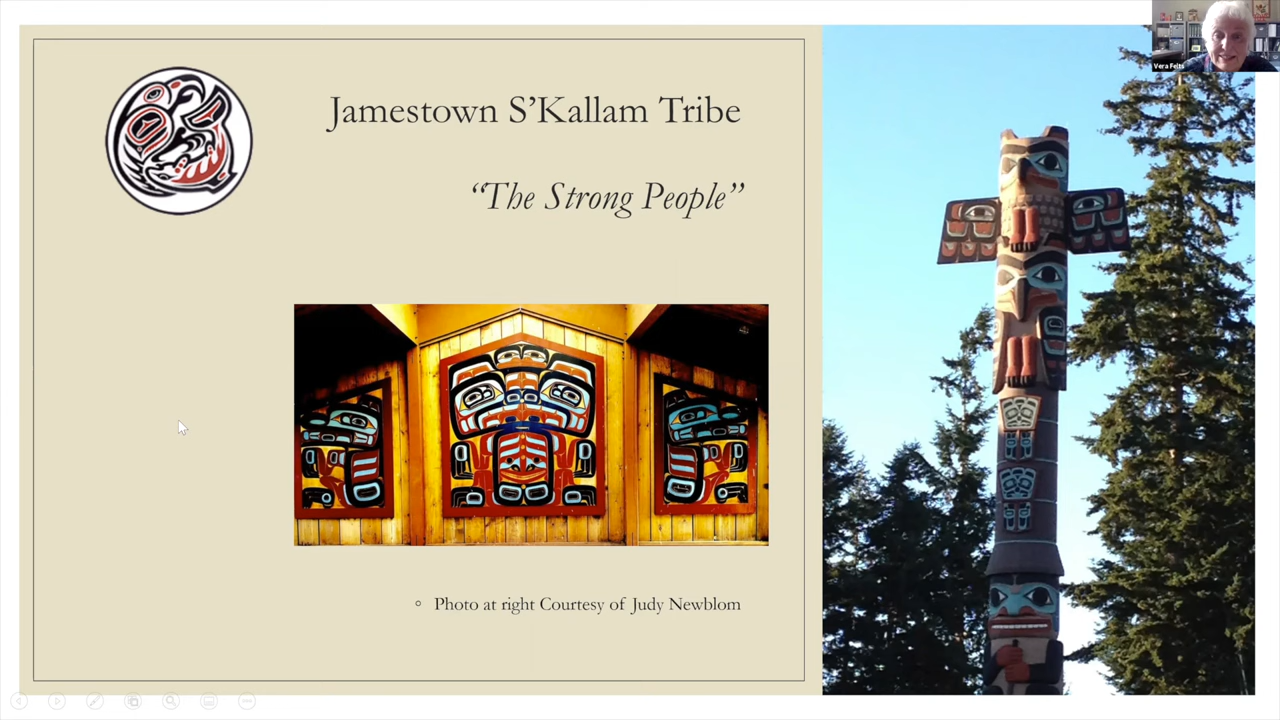 Vera Felts
Jamestown S’Kallam Tribe
“The Strong People”
Photo at right Courtesy of Judy Newblom